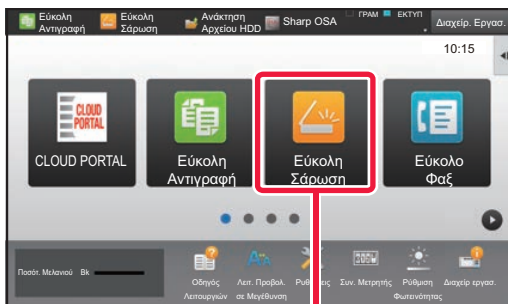 Εύκολη Αντιγραφή
Εύκολη Σάρωση
Ανάκτηση Αρχείου HDD
Sharp OSA
ΓΡΑΜ
ΕΚΤΥΠ
Διαχείρ. Εργασ.
10:15
CLOUD PORTAL
CLOUD PORTAL
Εύκολη
Αντιγραφή
Εύκολη
Σάρωση
Εύκολο
Φαξ
Ποσότ. Μελανιού Bk
Οδηγός
Λειτουργιών
Λειτ. Προβολ.
σε Μεγέθυνση
Συν. Μετρητής
Ρύθμιση
Φωτεινότητας
Διαχείρ εργασ.